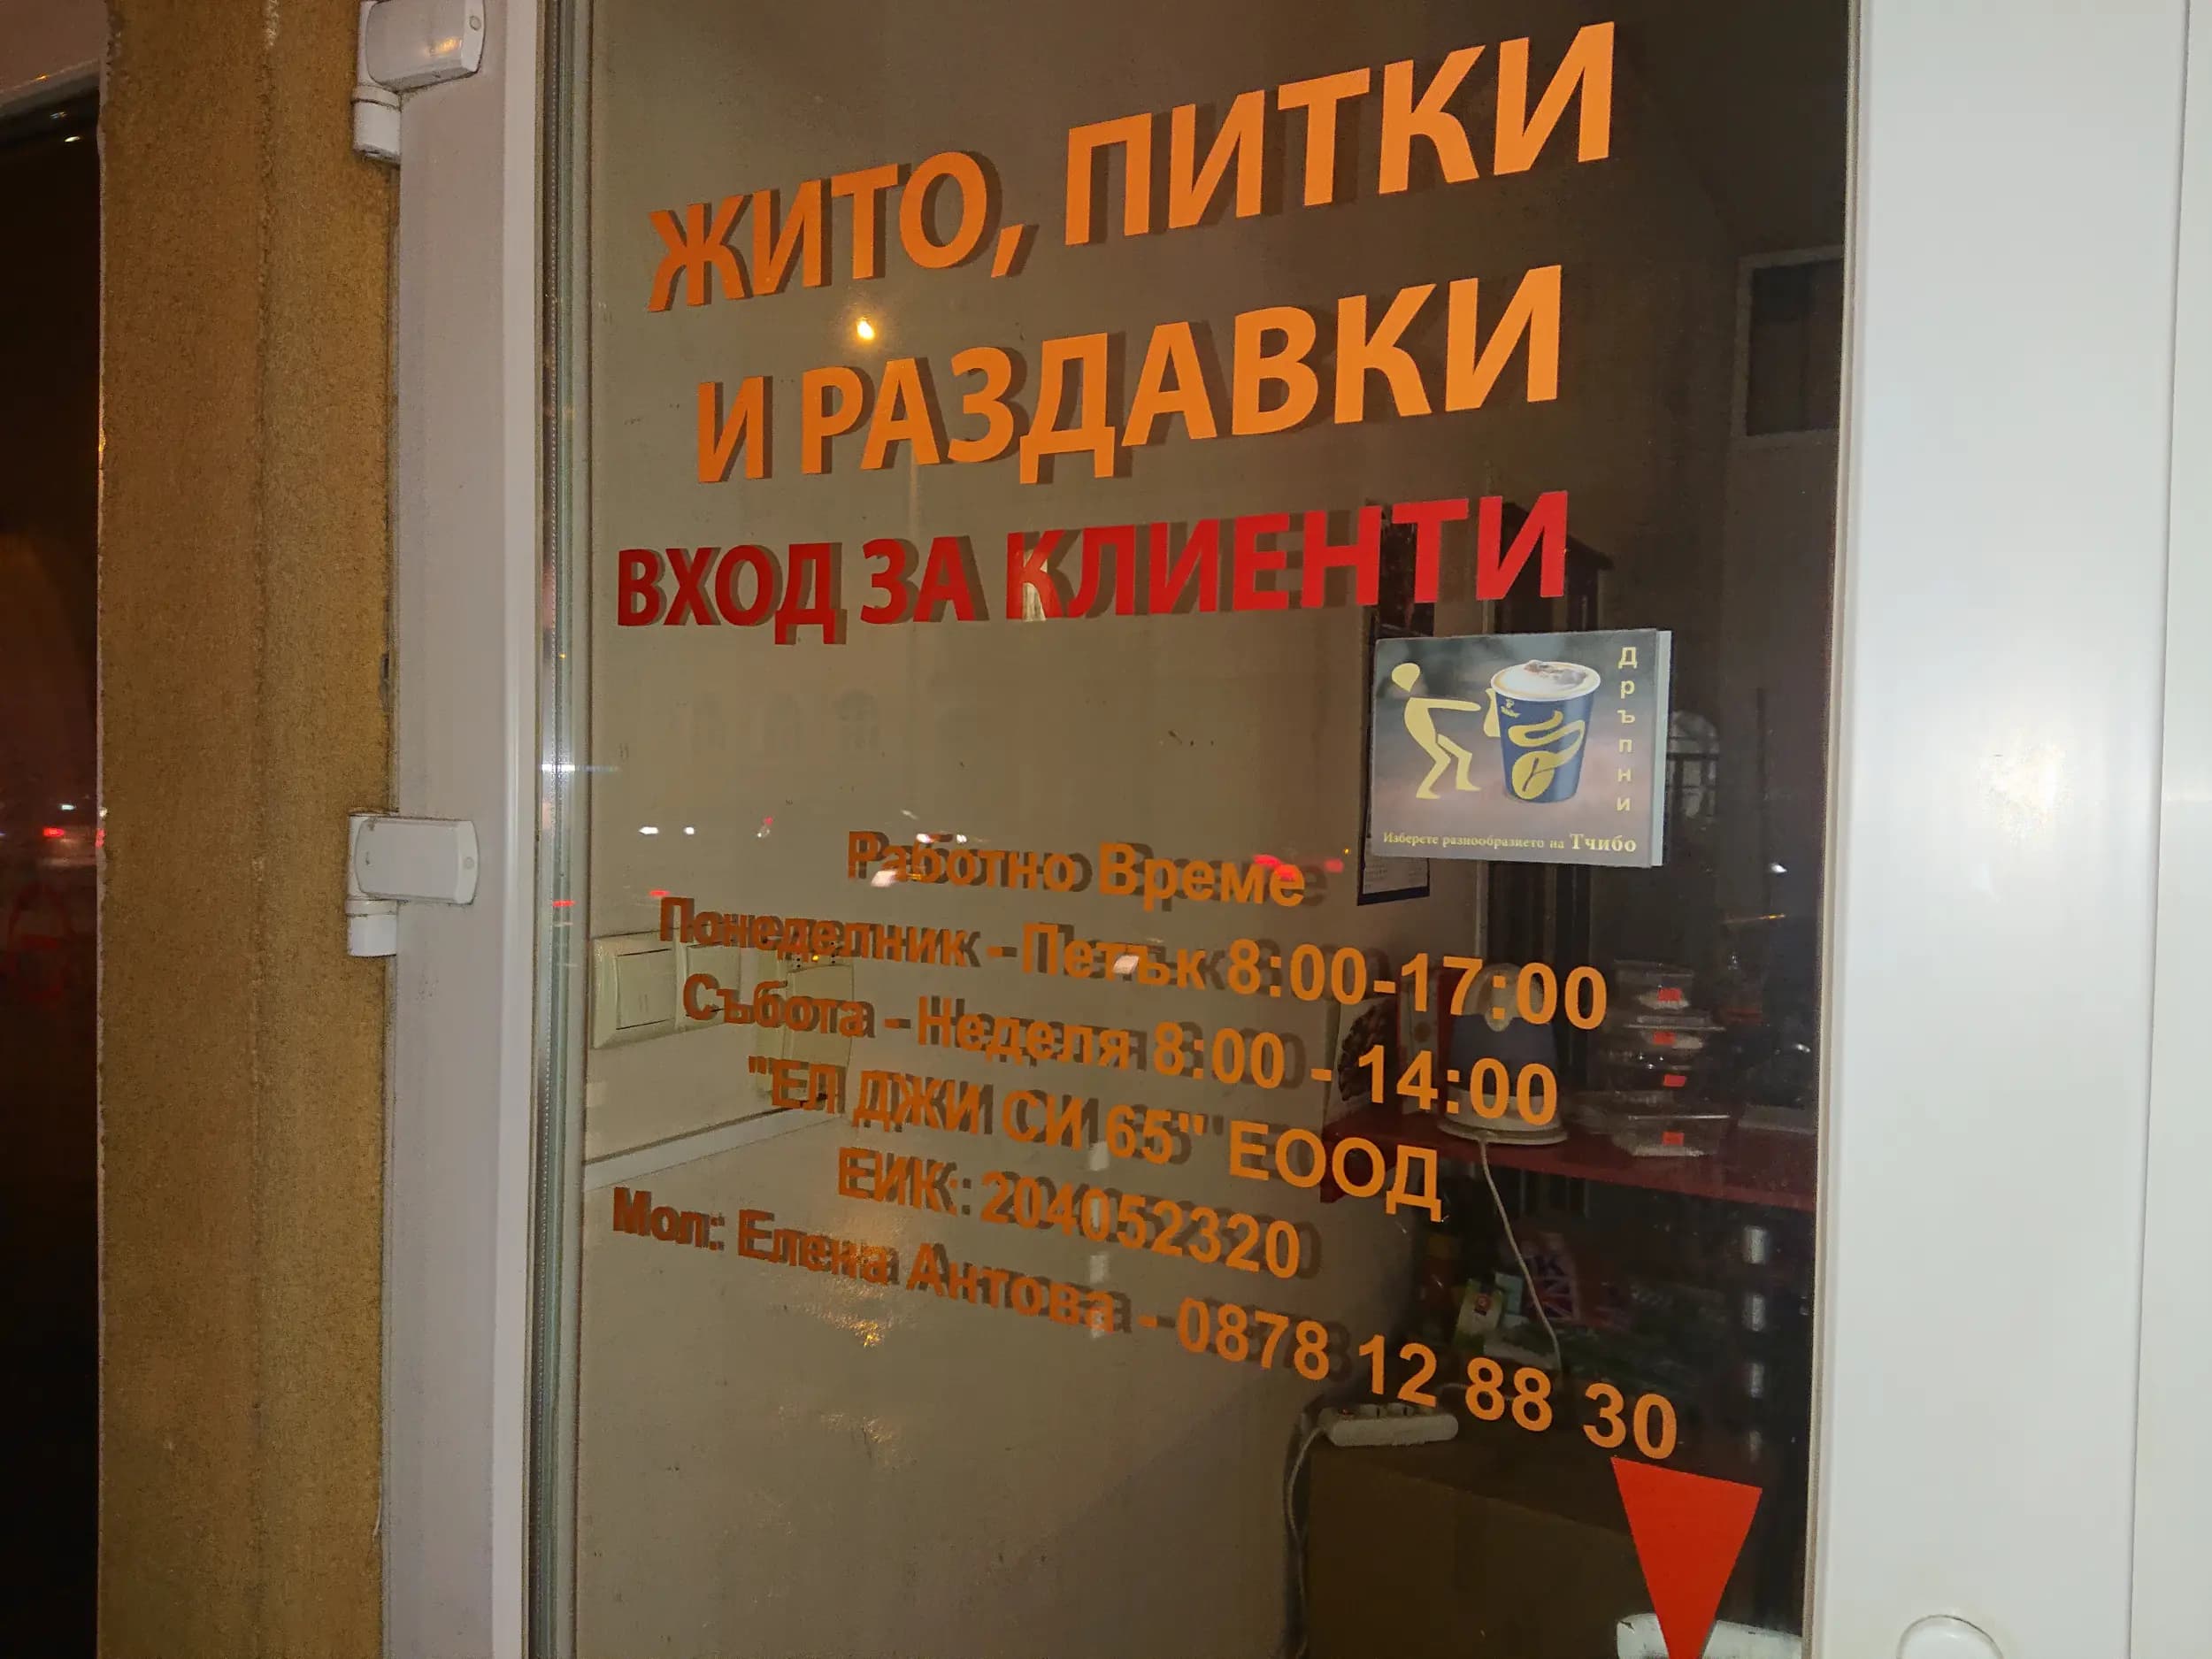 ЖИТО, ПИТКИ
И РАЗДАВКИ
ВХОД ЗА КЛИЕНТИ
Дръпни
Изберете разнообразието на Тчибо
Работно Време
Понеделник - Петък 8:00-17:00
Събота - Неделя 8:00 - 14:00
"ЕЛ ДЖИ СИ 65" ЕООД
ЕИК: 204052320
Мол: Елена Антова - 0878 12 88 30